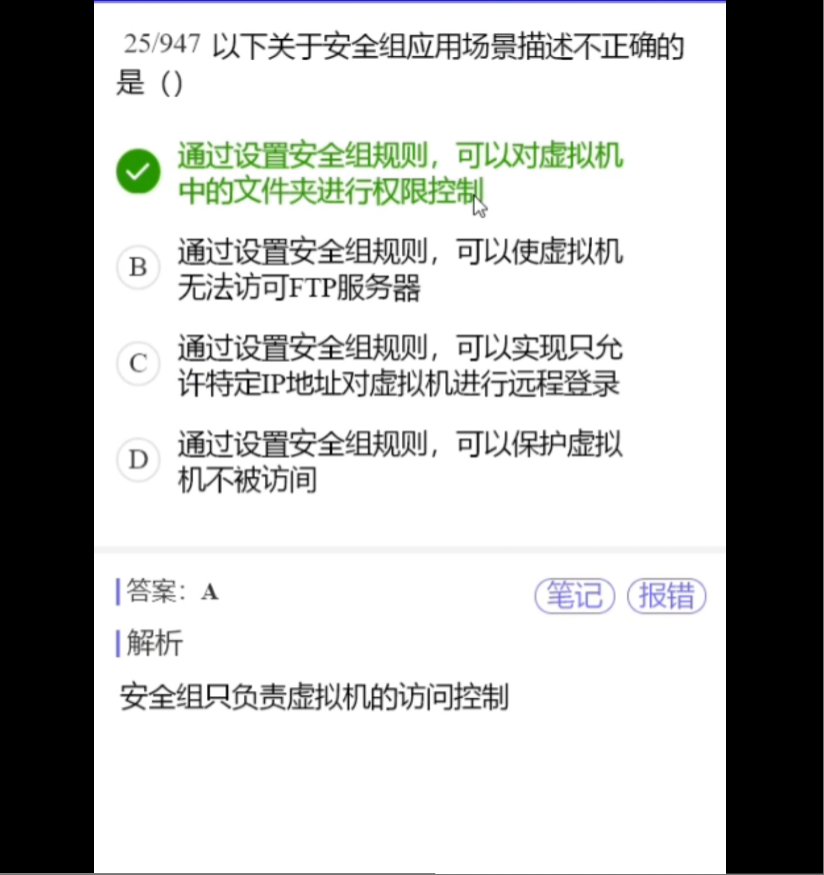 25/947 以下关于安全组应用场景描述不正确的
是（）
通过设置安全组规则，可以对虚拟机
中的文件夹进行权限控制
B 通过设置安全组规则，可以使虚拟机
无法访可FTP服务器
C 通过设置安全组规则，可以实现只允
许特定IP地址对虚拟机进行远程登录
D 通过设置安全组规则，可以保护虚拟
机不被访间
答案：A
笔记 报错
解析
安全组只负责虚拟机的访问控制